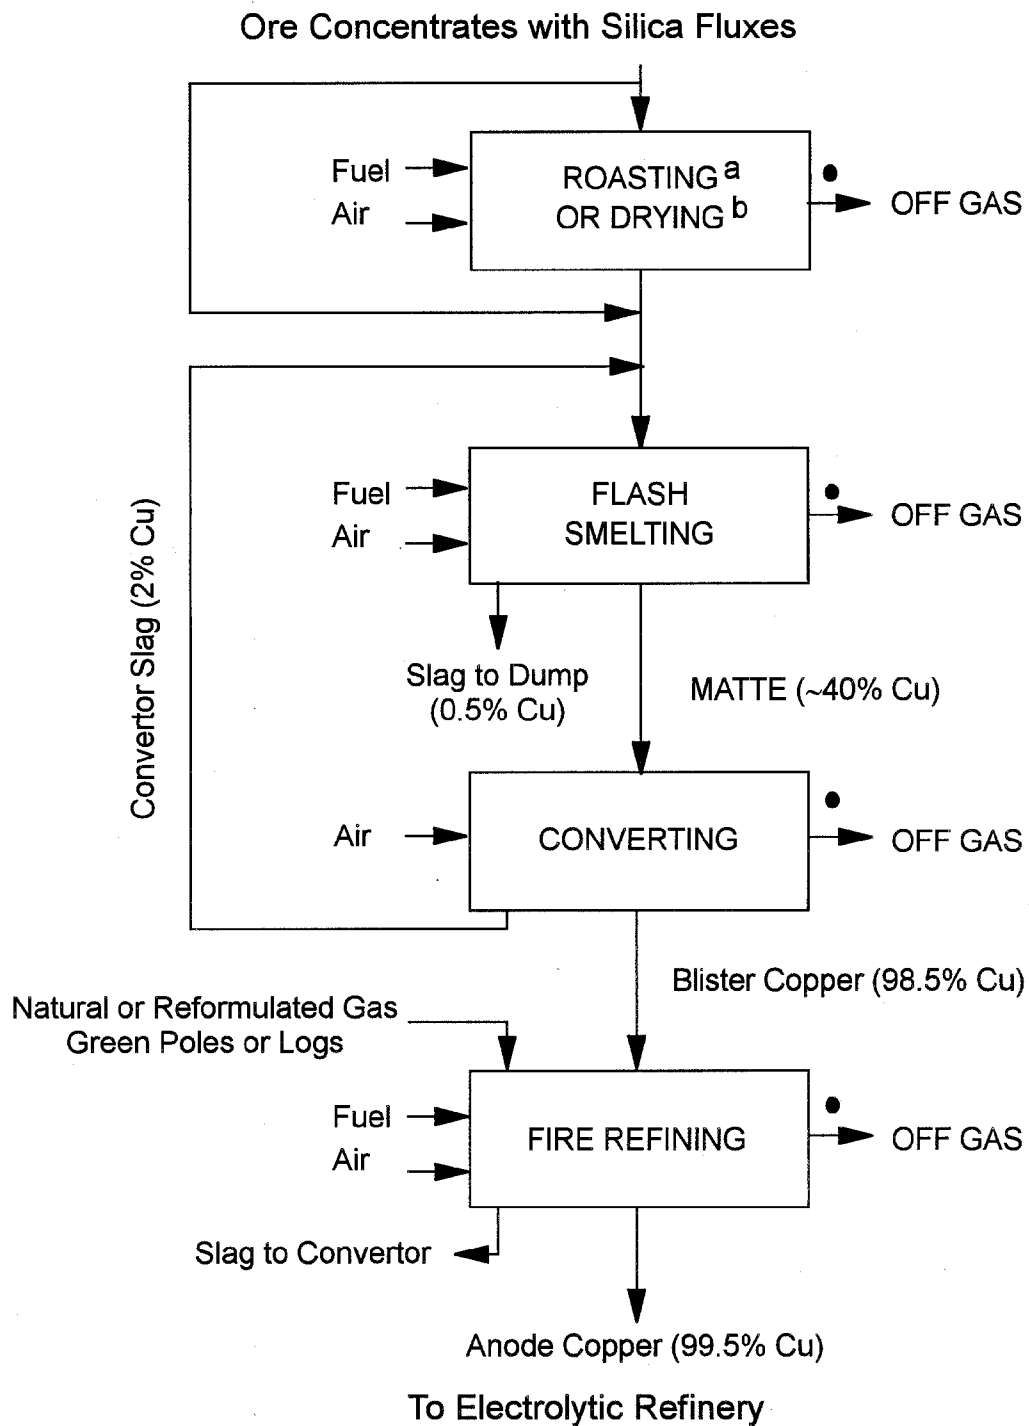 Ore Concentrates with Silica Fluxes
Fuel
Air
ROASTING a
OR DRYING b
OFF GAS
Fuel
Air
FLASH
SMELTING
OFF GAS
Convertor Slag (2% Cu)
Slag to Dump
(0.5% Cu)
MATTE (~40% Cu)
Air
CONVERTING
OFF GAS
Blister Copper (98.5% Cu)
Natural or Reformulated Gas
Green Poles or Logs
Fuel
Air
FIRE REFINING
OFF GAS
Slag to Convertor
Anode Copper (99.5% Cu)
To Electrolytic Refinery